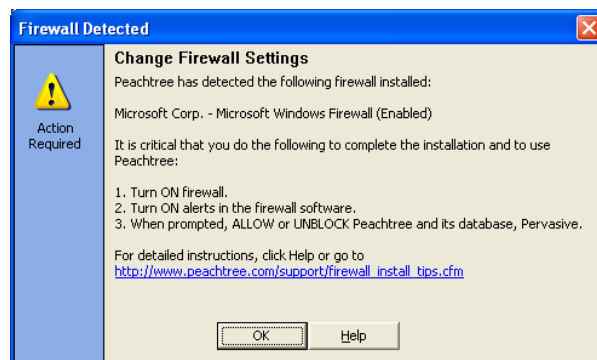 Firewall Detected
Change Firewall Settings
Peachtree has detected the following firewall installed:
Microsoft Corp. - Microsoft Windows Firewall (Enabled)
Action
Required
It is critical that you do the following to complete the installation and to use
Peachtree:
1. Turn ON firewall.
2. Turn ON alerts in the firewall software.
3. When prompted, ALLOW or UNBLOCK Peachtree and its database, Pervasive.
For detailed instructions, click Help or go to
http://www.peachtree.com/support/firewall_install_tips.cfm
OK
Help